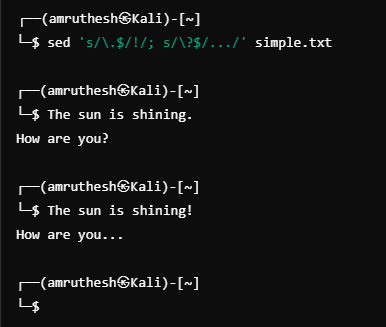 ┌──(amruthesh㉿Kali)-[~]
└─$ sed 's/\.$/!/; s/\?$/.../' simple.txt
┌──(amruthesh㉿Kali)-[~]
└─$ The sun is shining.
How are you?
┌──(amruthesh㉿Kali)-[~]
└─$ The sun is shining!
How are you...
┌──(amruthesh㉿Kali)-[~]
└─$